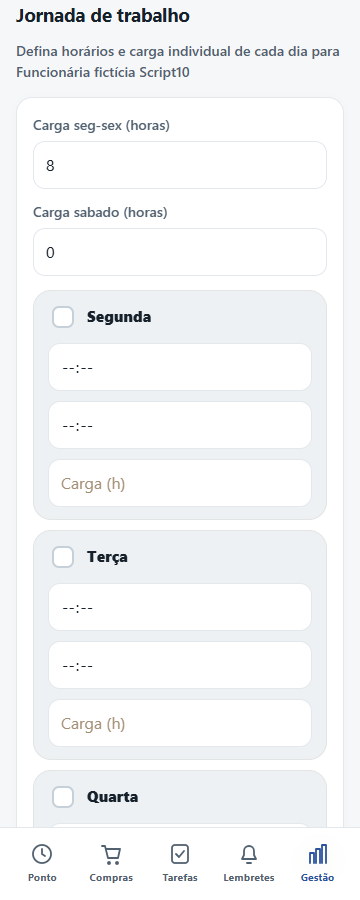 Jornada de trabalho
Defina horários e carga individual de cada dia para
Funcionária fictícia Script10
Carga seg-sex (horas)
8
Carga sabado (horas)
0
Segunda
--:--
--:--
Carga (h)
Terça
--:--
--:--
Carga (h)
Quarta
Ponto
Compras
Tarefas
Lembretes
Gestão